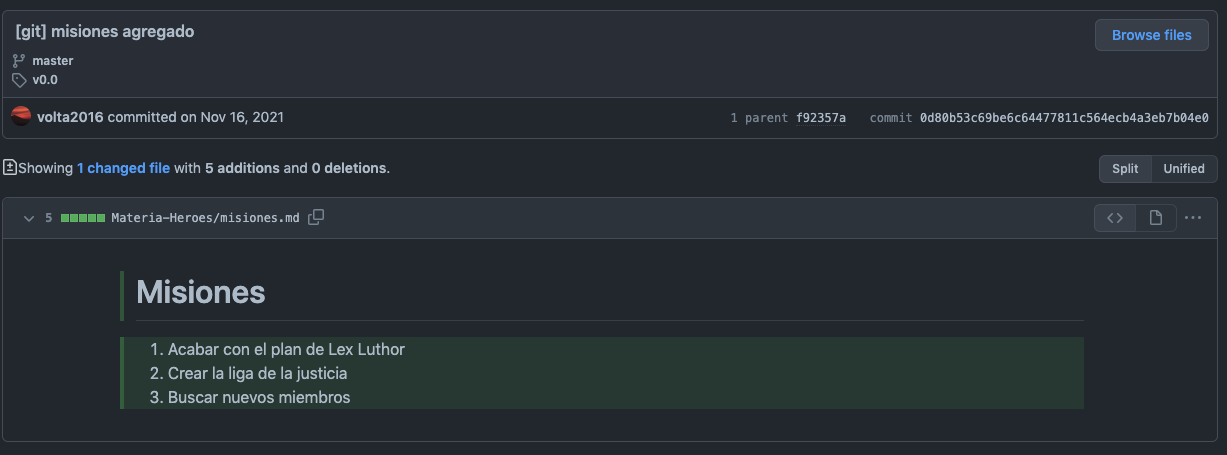 [git] misiones agregado
Browse files
master
v0.0
volta2016 committed on Nov 16, 2021
1 parent f92357a commit 0d80b53c69be6c64477811c564ecb4a3eb7b04e0
Showing 1 changed file with 5 additions and 0 deletions.
Split Unified
5 Materia-Heroes/misiones.md
Misiones
1. Acabar con el plan de Lex Luthor
2. Crear la liga de la justicia
3. Buscar nuevos miembros